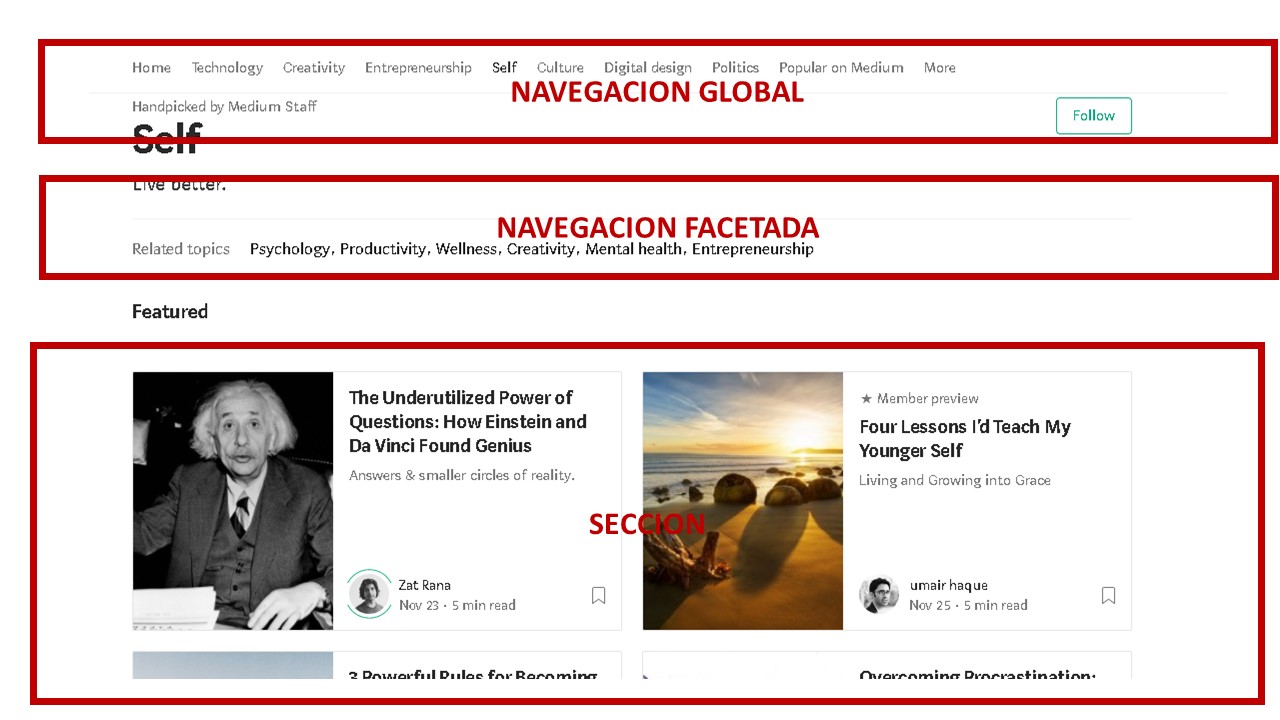 Home Technology Creativity Entrepreneurship Self Culture Digital design Politics Popular on Medium More
NAVEGACION GLOBAL
Handpicked by Medium Staff
Follow
Self
Live better.
NAVEGACION FACETADA
Related topics Psychology, Productivity, Wellness, Creativity, Mental health, Entrepreneurship
Featured
The Underutilized Power of
Questions: How Einstein and
Da Vinci Found Genius
Answers & smaller circles of reality.
Zat Rana
Nov 23 · 5 min read
★ Member preview
Four Lessons I'd Teach My
Younger Self
Living and Growing into Grace
umair haque
Nov 25 · 5 min read
SECCION
3 Powerful Rules for Becoming
Overcoming Procrastination: